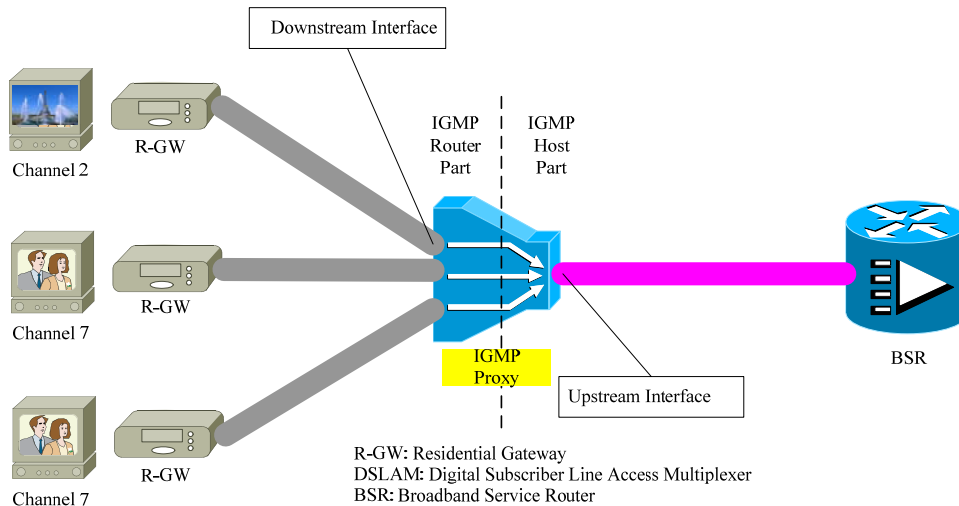 Downstream Interface
IGMP
Router
Part
IGMP
Host
Part
R-GW
Channel 2
R-GW
Channel 7
BSR
IGMP
Proxy
Upstream Interface
R-GW
Channel 7
R-GW: Residential Gateway
DSLAM: Digital Subscriber Line Access Multiplexer
BSR: Broadband Service Router